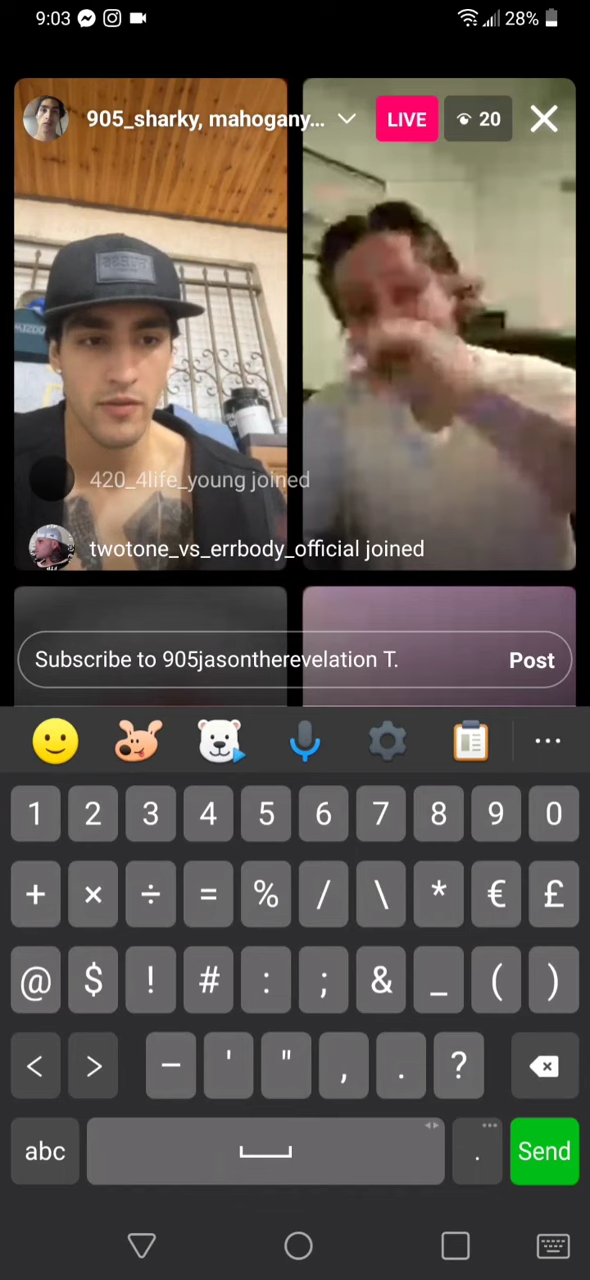 9:03 28%
905_sharky, mahogany... LIVE 20
420_4life_young joined
twotone_vs_errbody_official joined
Subscribe to 905jasontherevelation T. Post
1 2 3 4 5 6 7 8 9 0
+ × ÷ = % / \ * € £
@ $ ! # : ; & _ ( )
< > – ' " , . ?
abc . Send